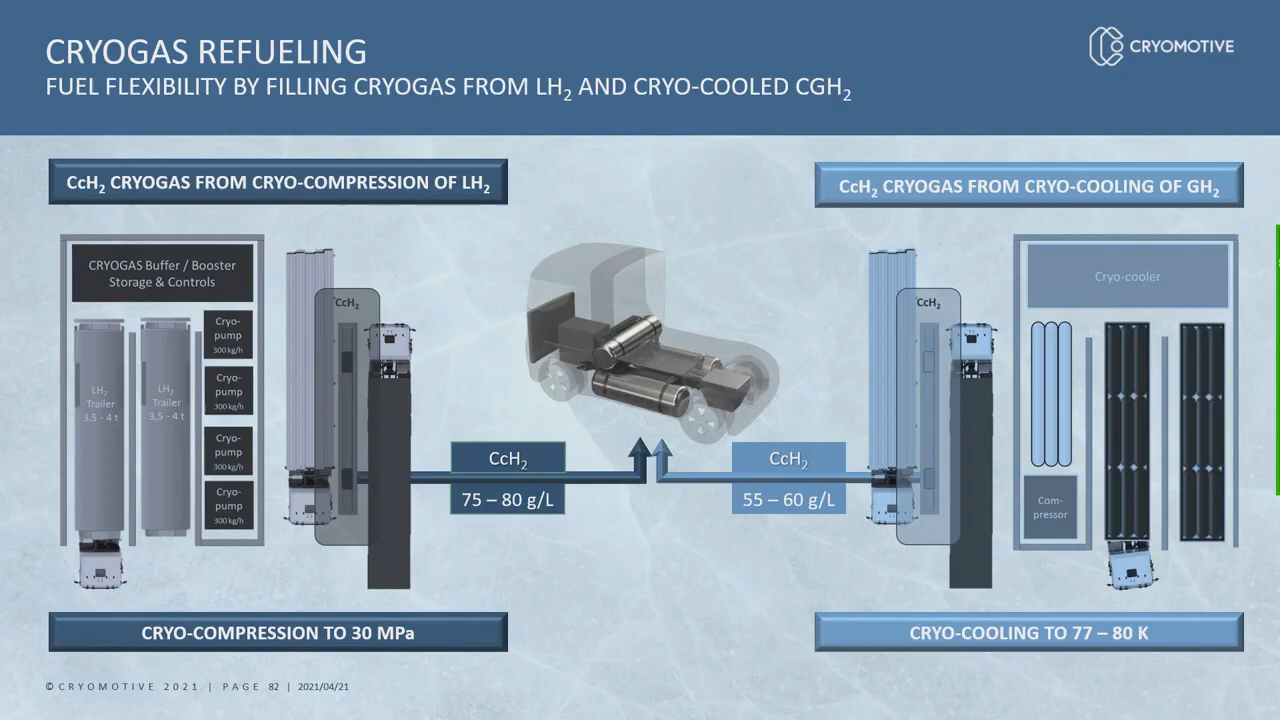 CRYOGAS REFUELING
FUEL FLEXIBILITY BY FILLING CRYOGAS FROM LH₂ AND CRYO-COOLED CGH₂
CRYOMOTIVE
CcH₂ CRYOGAS FROM CRYO-COMPRESSION OF LH₂
CcH₂ CRYOGAS FROM CRYO-COOLING OF GH₂
CRYOGAS Buffer / Booster
Storage & Controls
LH₂
Trailer
3,5 - 4 t
LH₂
Trailer
3,5 - 4 t
Cryo-
pump
300 kg/h
Cryo-
pump
300 kg/h
Cryo-
pump
300 kg/h
Cryo-
pump
300 kg/h
CcH₂
CcH₂
75 – 80 g/L
CcH₂
55 – 60 g/L
CcH₂
Cryo-cooler
Com-
pressor
CRYO-COMPRESSION TO 30 MPa
CRYO-COOLING TO 77 – 80 K
© CRYOMOTIVE 2021 | PAGE 82 | 2021/04/21